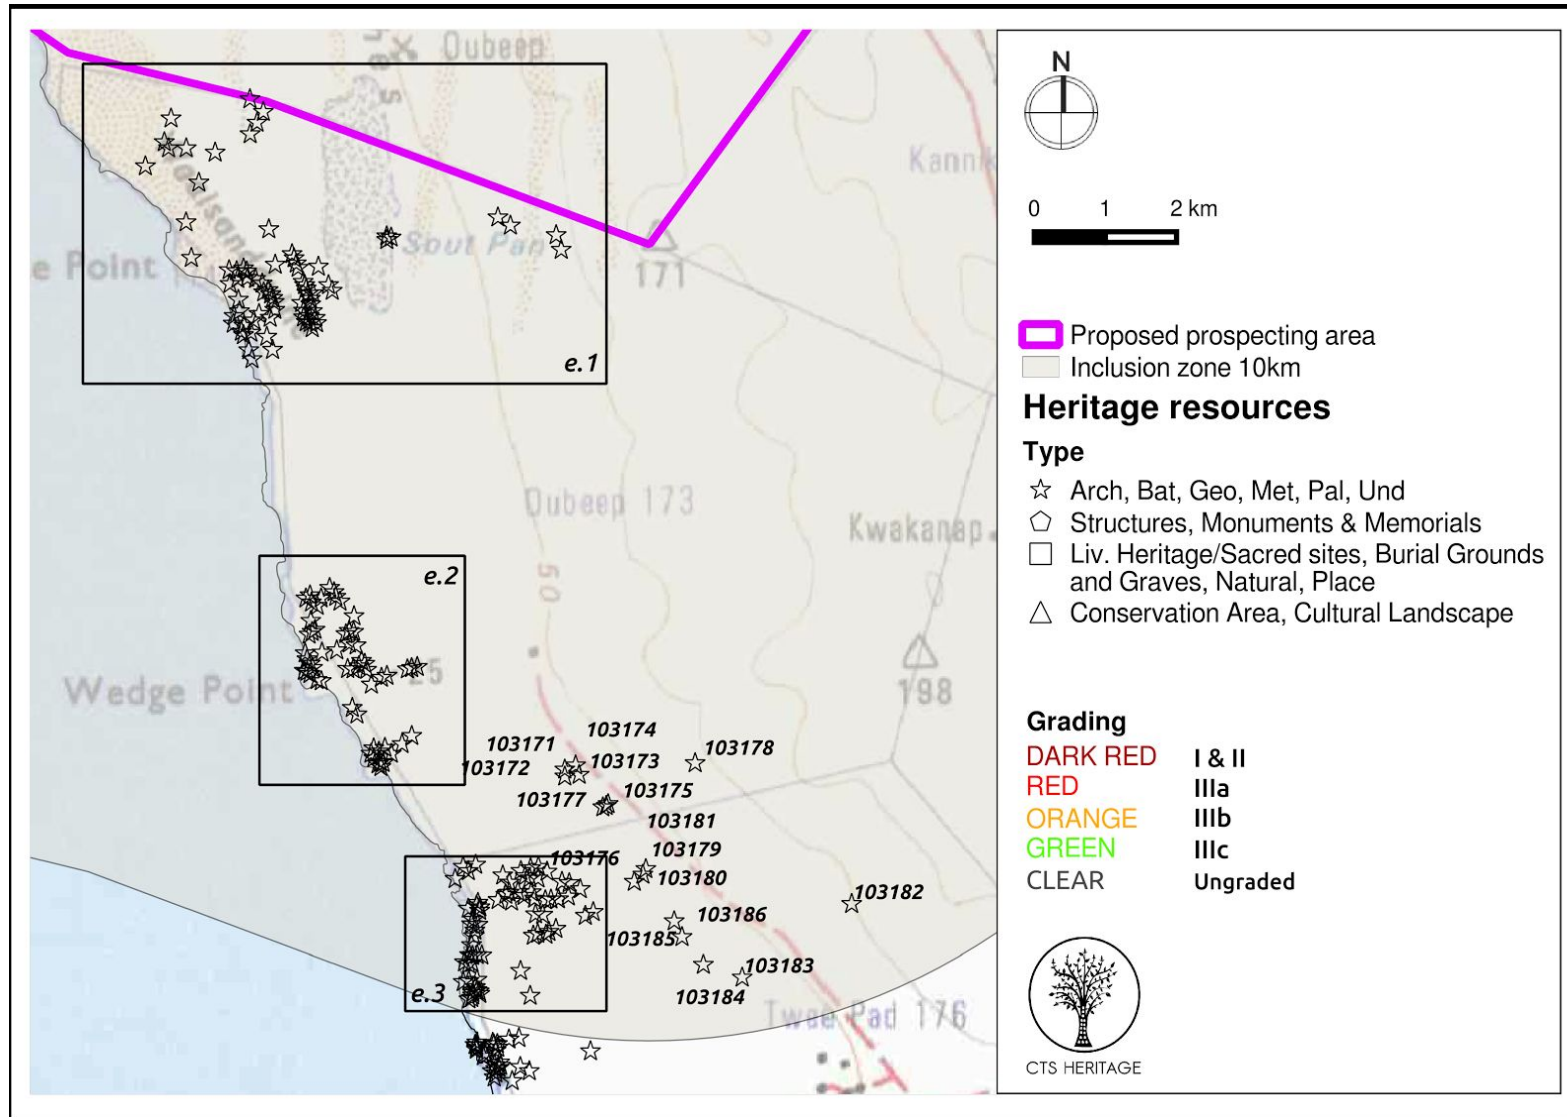 Oubeep
Kannik
e Point
Sout Pan
171
e.1
Oubeep 173
Kwakanap
50
e.2
Wedge Point
25
198
103174
103171
103173
103178
103172
103177
103175
103181
103179
103176
103180
103182
103186
103185
103183
e.3
103184
Twee Pad 176
N
0 1 2 km
Proposed prospecting area
Inclusion zone 10km
Heritage resources
Type
Arch, Bat, Geo, Met, Pal, Und
Structures, Monuments & Memorials
Liv. Heritage/Sacred sites, Burial Grounds
and Graves, Natural, Place
Conservation Area, Cultural Landscape
Grading
DARK RED I & II
RED IIIa
ORANGE IIIb
GREEN IIIc
CLEAR Ungraded
CTS HERITAGE